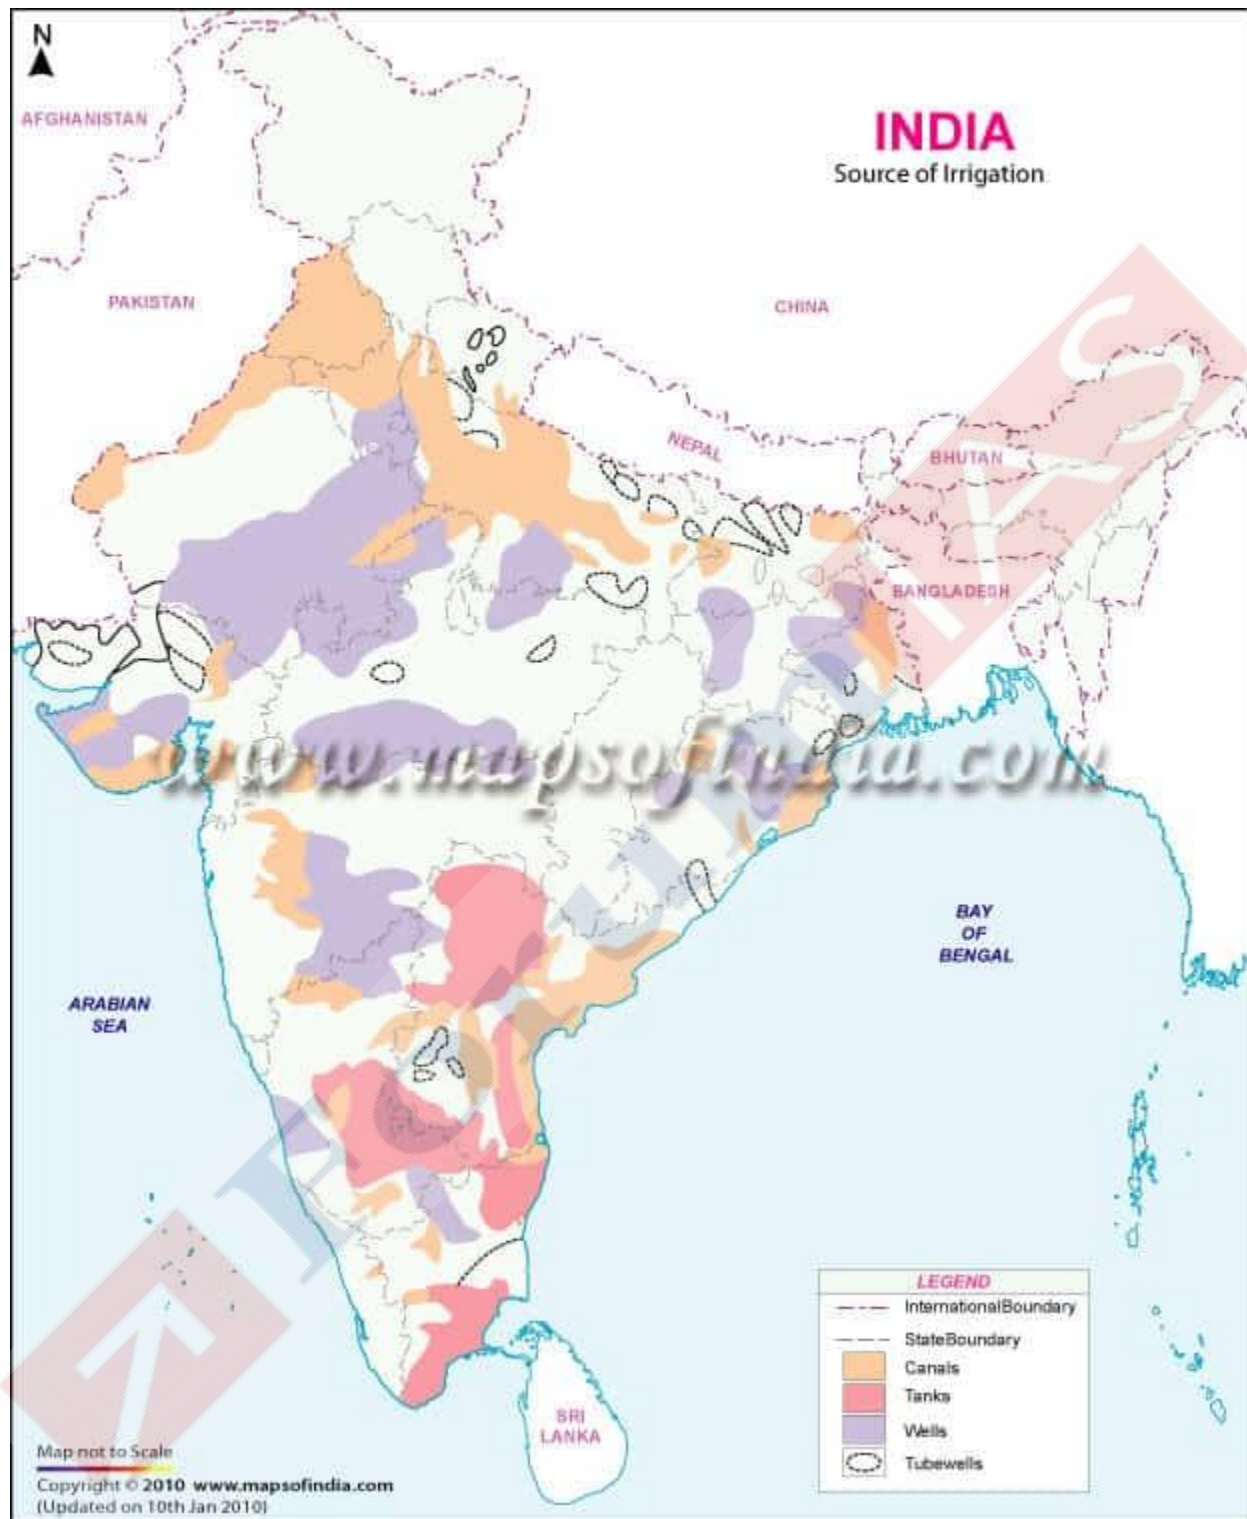 N
AFGHANISTAN
INDIA
Source of Irrigation
PAKISTAN
CHINA
NEPAL
BHUTAN
BANGLADESH
www.mapsofindia.com
ForumIAS
BAY
OF
BENGAL
ARABIAN
SEA
LEGEND
InternationalBoundary
StateBoundary
Canals
Tanks
Wells
Tubewells
SRI
LANKA
Map not to Scale
Copyright © 2010 www.mapsofindia.com
(Updated on 10th Jan 2010)